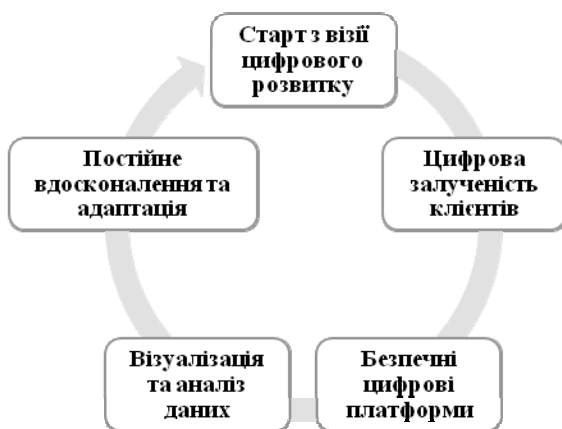 Старт з візії
цифрового
розвитку
Цифрова
залученість
клієнтів
Безпечні
цифрові
платформи
Візуалізація
та аналіз
даних
Постійне
вдосконалення та
адаптація